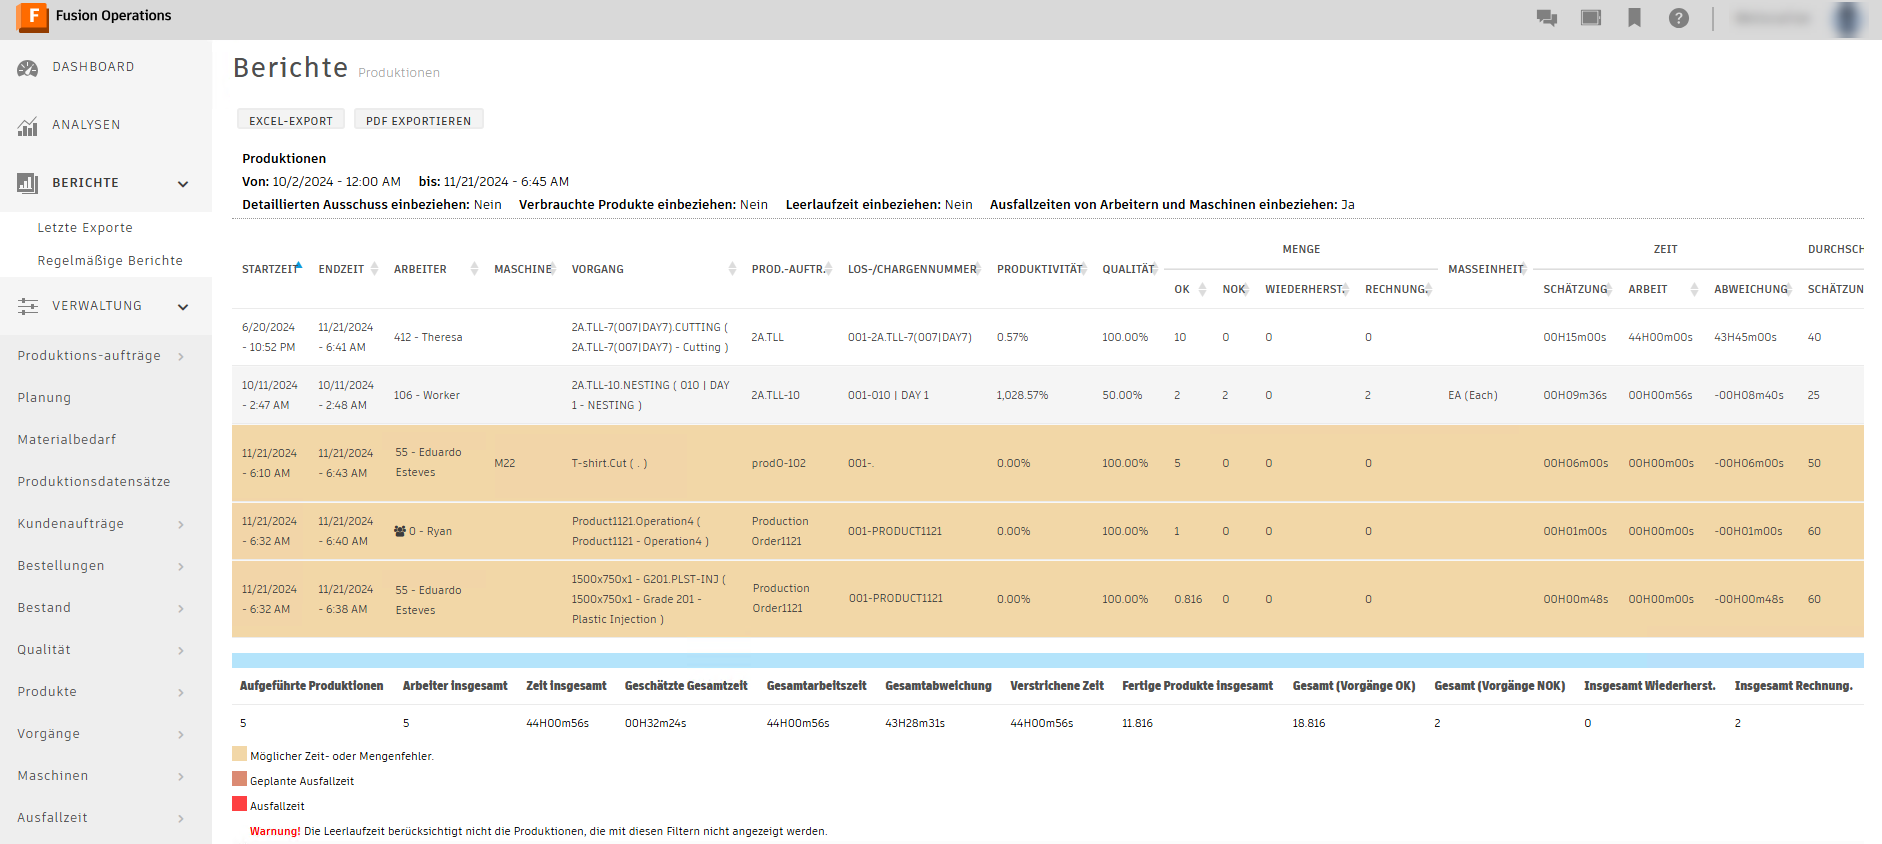 Fusion Operations
DASHBOARD
ANALYSEN
BERICHTE
Letzte Exporte
Regelmäßige Berichte
VERWALTUNG
Produktions-aufträge
Planung
Materialbedarf
Produktionsdatensätze
Kundenaufträge
Bestellungen
Bestand
Qualität
Produkte
Vorgänge
Maschinen
Ausfallzeit
Berichte Produktionen
EXCEL-EXPORT PDF EXPORTIEREN
Produktionen
Von: 10/2/2024 - 12:00 AM bis: 11/21/2024 - 6:45 AM
Detaillierten Ausschuss einbeziehen: Nein Verbrauchte Produkte einbeziehen: Nein Leerlaufzeit einbeziehen: Nein Ausfallzeiten von Arbeitern und Maschinen einbeziehen: Ja
MENGE ZEIT DURCHSCH
STARTZEIT ENDZEIT ARBEITER MASCHINE VORGANG PROD.-AUFTR. LOS-/CHARGENNUMMER PRODUKTIVITÄT QUALITÄT MASSEINHEIT
OK NOK WIEDERHERST. RECHNUNG. SCHÄTZUNG ARBEIT ABWEICHUNG SCHÄTZUN
6/20/2024 11/21/2024 2A.TLL-7(007|DAY7).CUTTING (
412 - Theresa 2A.TLL 001-2A.TLL-7(007|DAY7) 0.57% 100.00% 10 0 0 0 00H15m00s 44H00m00s 43H45m00s 40
- 10:52 PM - 6:41 AM 2A.TLL-7(007|DAY7) - Cutting )
10/11/2024 10/11/2024 2A.TLL-10.NESTING ( 010 | DAY
106 - Worker 2A.TLL-10 001-010 | DAY 1 1,028.57% 50.00% 2 2 0 2 EA (Each) 00H09m36s 00H00m56s -00H08m40s 25
- 2:47 AM - 2:48 AM 1 - NESTING )
11/21/2024 11/21/2024 55 - Eduardo
M22 T-shirt.Cut ( . ) prodO-102 001-. 0.00% 100.00% 5 0 0 0 00H06m00s 00H00m00s -00H06m00s 50
- 6:10 AM - 6:43 AM Esteves
11/21/2024 11/21/2024 Product1121.Operation4 ( Production
0 - Ryan 001-PRODUCT1121 0.00% 100.00% 1 0 0 0 00H01m00s 00H00m00s -00H01m00s 60
- 6:32 AM - 6:40 AM Product1121 - Operation4 ) Order1121
1500x750x1 - G201.PLST-INJ (
11/21/2024 11/21/2024 55 - Eduardo Production
1500x750x1 - Grade 201 - 001-PRODUCT1121 0.00% 100.00% 0.816 0 0 0 00H00m48s 00H00m00s -00H00m48s 60
- 6:32 AM - 6:38 AM Esteves Order1121
Plastic Injection )
Aufgeführte Produktionen Arbeiter insgesamt Zeit insgesamt Geschätzte Gesamtzeit Gesamtarbeitszeit Gesamtabweichung Verstrichene Zeit Fertige Produkte insgesamt Gesamt (Vorgänge OK) Gesamt (Vorgänge NOK) Insgesamt Wiederherst. Insgesamt Rechnung.
5 5 44H00m56s 00H32m24s 44H00m56s 43H28m31s 44H00m56s 11.816 18.816 2 0 2
Möglicher Zeit- oder Mengenfehler.
Geplante Ausfallzeit
Ausfallzeit
Warnung! Die Leerlaufzeit berücksichtigt nicht die Produktionen, die mit diesen Filtern nicht angezeigt werden.